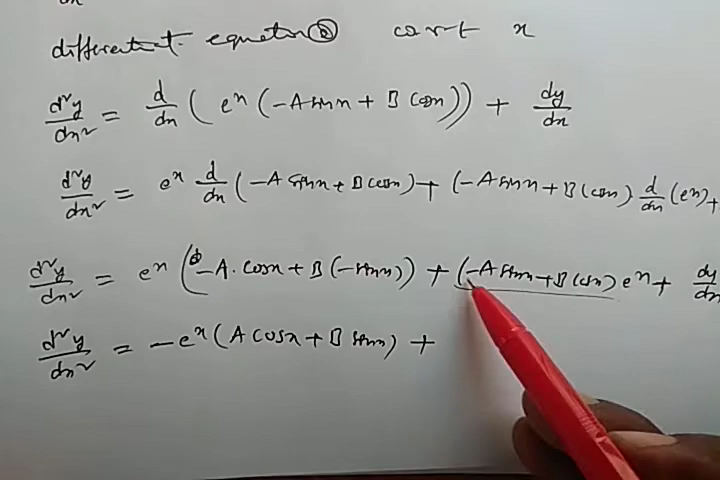 differentint equation ② w.r.t x
d²y/dx² = d/dx ( eˣ (-A sinx + B cosx)) + dy/dx
d²y/dx² = eˣ d/dx (-A sinx + B cosx) + (-A sinx + B cosx) d/dx (eˣ) +
d²y/dx² = eˣ (-A. cosx + B (-sinx)) + (-A sinx + B cosx) eˣ + dy/dx
d²y/dx² = -eˣ (A cosx + B sinx) +